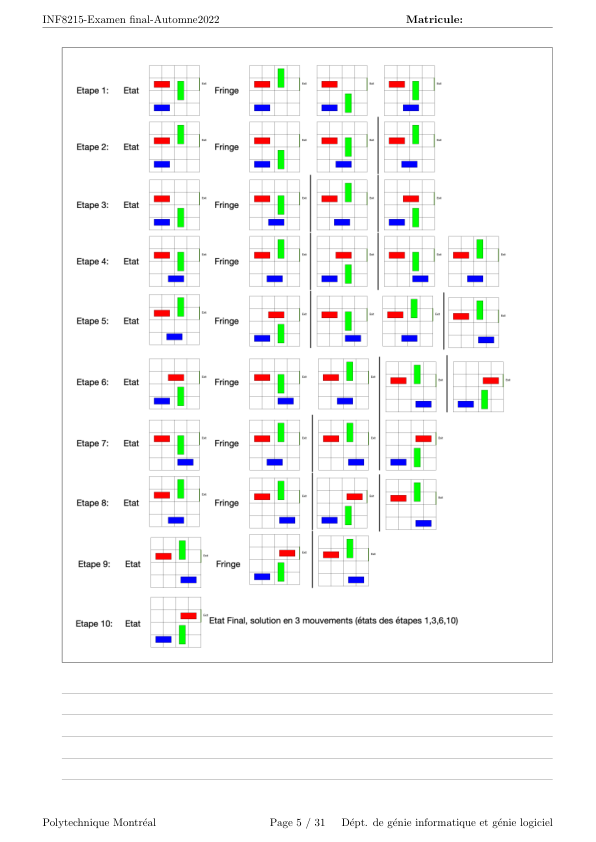 INF8215-Examen final-Automne2022 Matricule:
Etape 1: Etat Fringe
Etape 2: Etat Fringe
Etape 3: Etat Fringe
Etape 4: Etat Fringe
Etape 5: Etat Fringe
Etape 6: Etat Fringe
Etape 7: Etat Fringe
Etape 8: Etat Fringe
Etape 9: Etat Fringe
Etape 10: Etat Etat Final, solution en 3 mouvements (états des étapes 1,3,6,10)
Polytechnique Montréal Page 5 / 31 Dépt. de génie informatique et génie logiciel